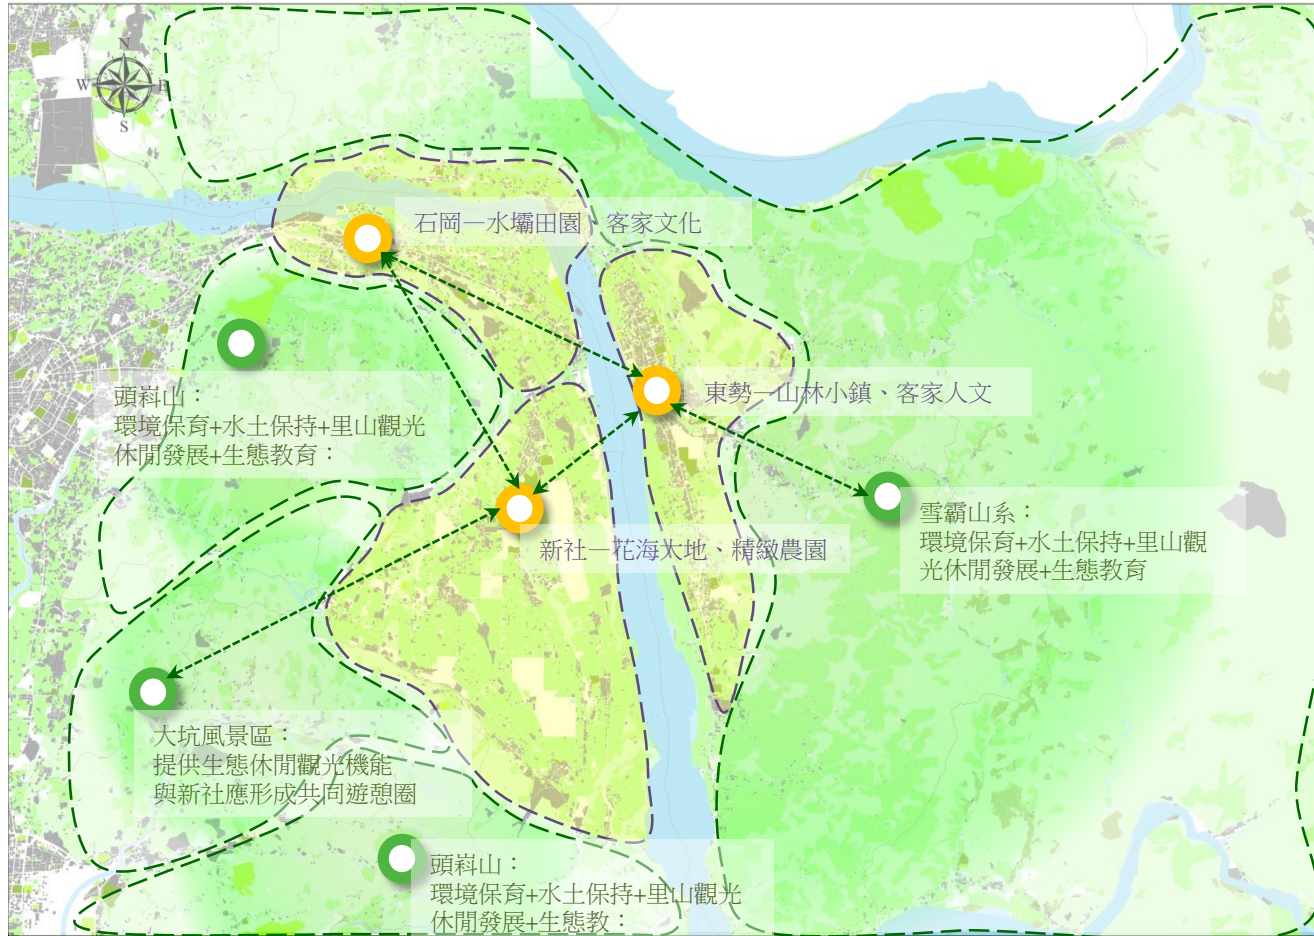 N
W
E
S
石岡—水壩田園、客家文化
頭嵙山：
環境保育+水土保持+里山觀光
休閒發展+生態教育：
東勢—山林小鎮、客家人文
新社—花海大地、精緻農園
雪霸山系：
環境保育+水土保持+里山觀
光休閒發展+生態教育
大坑風景區：
提供生態休閒觀光機能
與新社應形成共同遊憩圈
頭嵙山：
環境保育+水土保持+里山觀光
休閒發展+生態教：